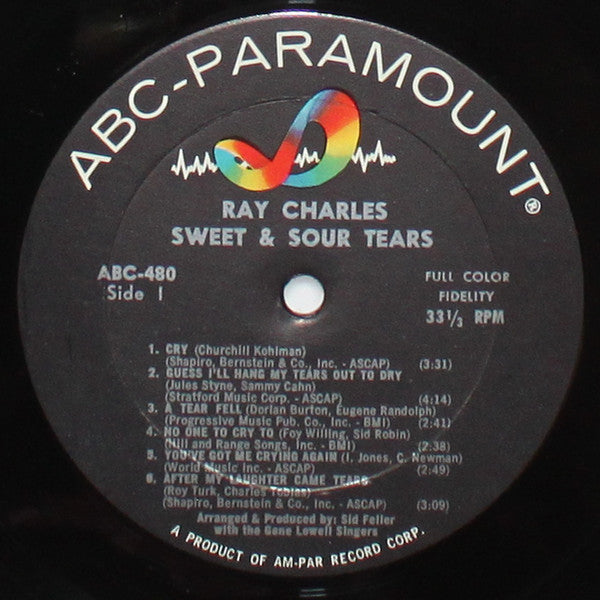 ABC-PARAMOUNT®
RAY CHARLES
SWEET & SOUR TEARS
ABC-480
Side 1
FULL COLOR
FIDELITY
33 1/3 RPM
1. CRY (Churchill Kohlman)
(Shapiro, Bernstein & Co., Inc. - ASCAP) (3:31)
2. GUESS I'LL HANG MY TEARS OUT TO DRY
(Jules Styne, Sammy Cahn)
(Stratford Music Corp. - ASCAP) (4:14)
3. A TEAR FELL (Dorian Burton, Eugene Randolph)
(Progressive Music Pub. Co., Inc. - BMI) (2:41)
4. NO ONE TO CRY TO (Foy Willing, Sid Robin)
(Hill and Range Songs, Inc. - BMI) (2:38)
5. YOU'VE GOT ME CRYING AGAIN (I. Jones, C. Newman)
(World Music Inc. - ASCAP) (2:49)
6. AFTER MY LAUGHTER CAME TEARS
(Roy Turk, Charles Tobias)
(Shapiro, Bernstein & Co., Inc. - ASCAP) (3:09)
Arranged & Produced by: Sid Feller
with the Gene Lowell Singers
A PRODUCT OF AM-PAR RECORD CORP.